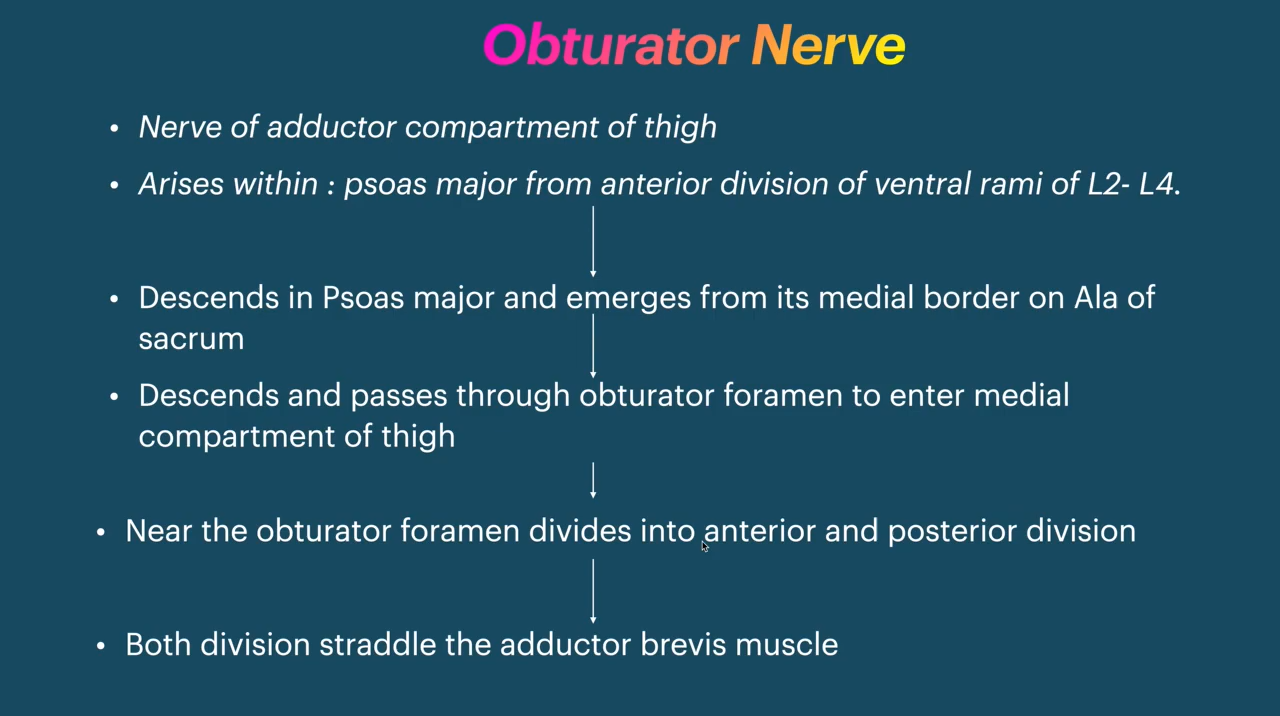 Obturator Nerve
• Nerve of adductor compartment of thigh
• Arises within : psoas major from anterior division of ventral rami of L2- L4.
• Descends in Psoas major and emerges from its medial border on Ala of
sacrum
• Descends and passes through obturator foramen to enter medial
compartment of thigh
• Near the obturator foramen divides into anterior and posterior division
• Both division straddle the adductor brevis muscle